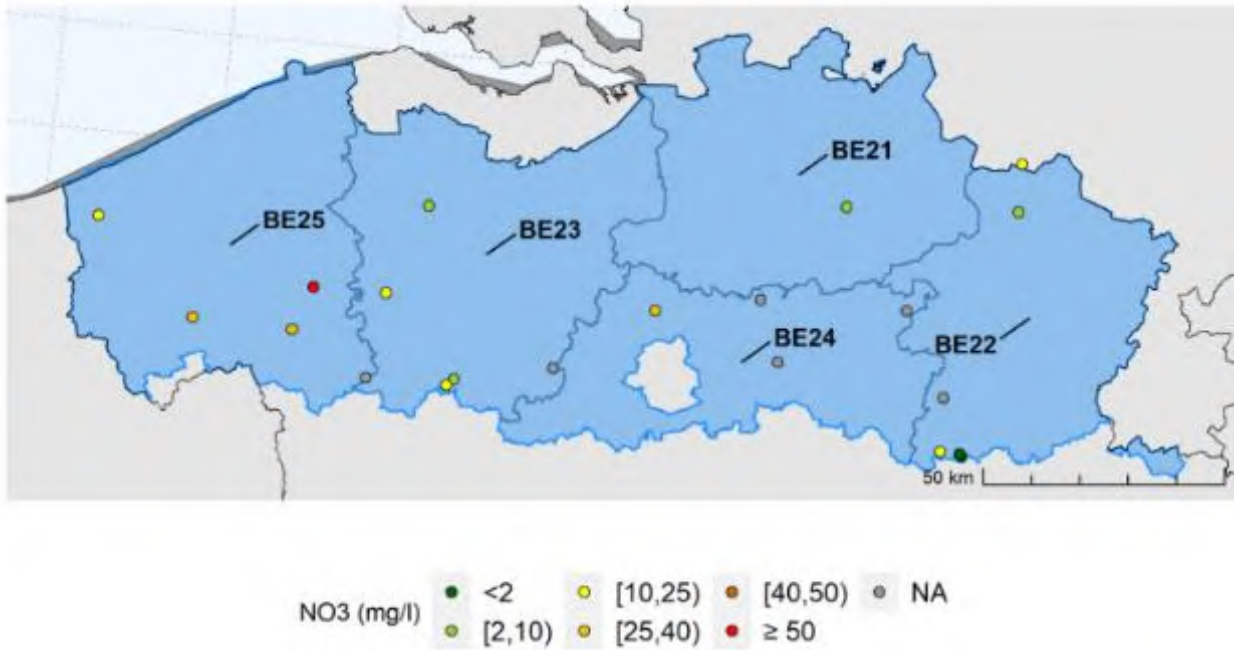 BE21
BE25
BE23
BE24
BE22
50 km
NO3 (mg/l)
<2
[10,25)
[40,50)
NA
[2,10)
[25,40)
≥ 50